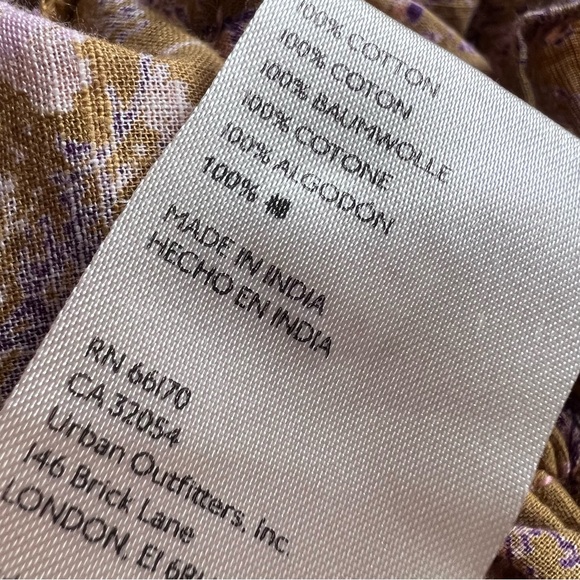 100% COTTON
100% COTON
100% BAUMWOLLE
100% COTONE
100% ALGODÓN
100%
MADE IN INDIA
HECHO EN INDIA
RN 66170
CA 32054
Urban Outfitters, Inc.
146 Brick Lane
LONDON, E1 6RU